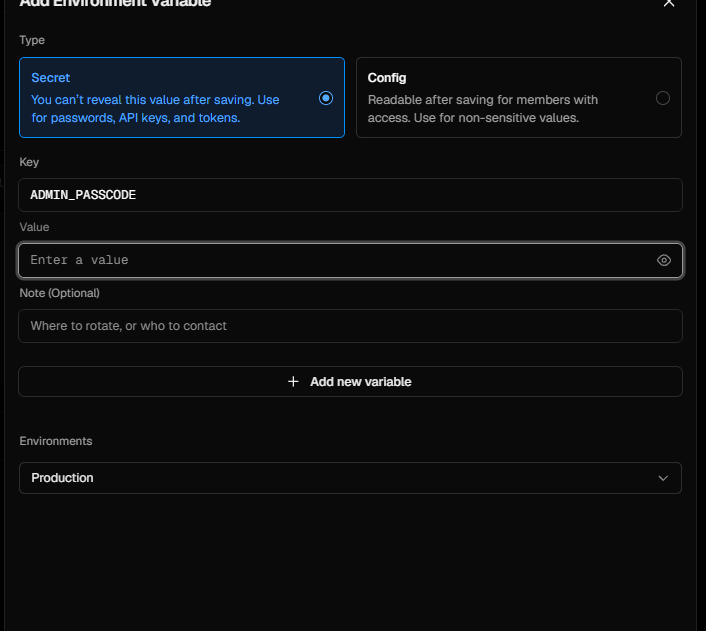 Add Environment Variable
Type
Secret
You can't reveal this value after saving. Use
for passwords, API keys, and tokens.
Config
Readable after saving for members with
access. Use for non-sensitive values.
Key
ADMIN_PASSCODE
Value
Enter a value
Note (Optional)
Where to rotate, or who to contact
Add new variable
Environments
Production